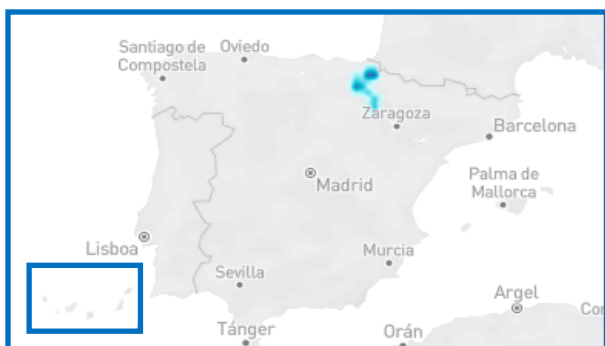 Santiago de
Compostela
Oviedo
Zaragoza
Barcelona
Madrid
Palma de
Mallorca
Lisboa
Murcia
Sevilla
Argel
Tánger
Orán